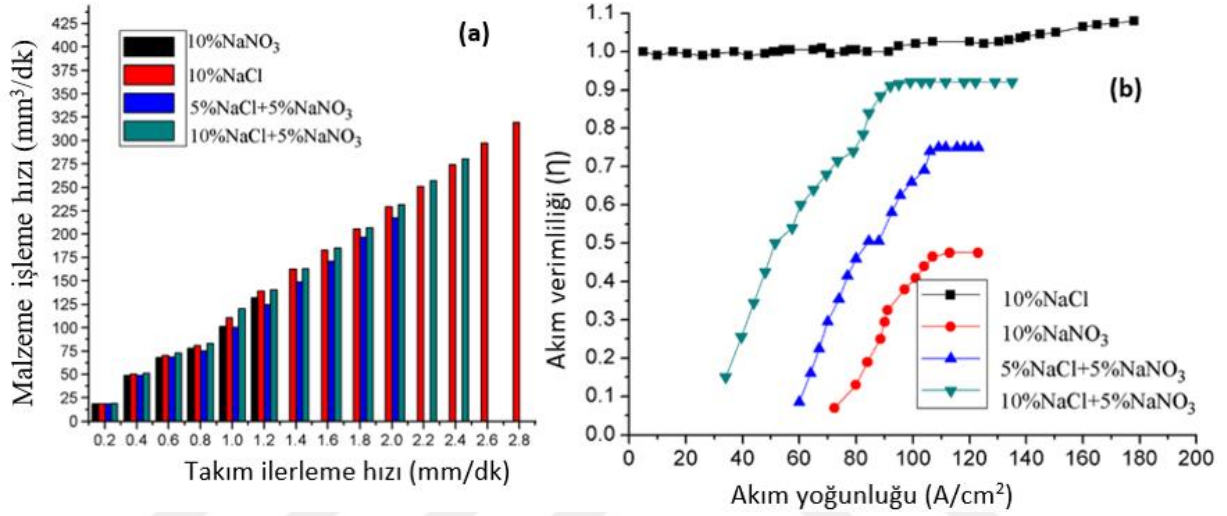 (a)
Malzeme işleme hızı (mm³/dk)
425
400
375
350
325
300
275
250
225
200
175
150
125
100
75
50
25
0
10%NaNO₃
10%NaCl
5%NaCl+5%NaNO₃
10%NaCl+5%NaNO₃
0.2 0.4 0.6 0.8 1.0 1.2 1.4 1.6 1.8 2.0 2.2 2.4 2.6 2.8
Takım ilerleme hızı (mm/dk)
(b)
Akım verimliliği (η)
1.1
1.0
0.9
0.8
0.7
0.6
0.5
0.4
0.3
0.2
0.1
0.0
10%NaCl
10%NaNO₃
5%NaCl+5%NaNO₃
10%NaCl+5%NaNO₃
0 20 40 60 80 100 120 140 160 180 200
Akım yoğunluğu (A/cm²)